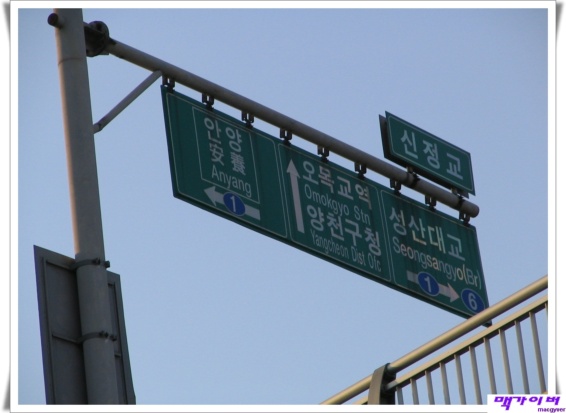 신정교
안양
安養
Anyang
1
오목교역
Omokgyo Stn
양천구청
Yangcheon Dist Ofc
성산대교
Seongsangyo(Br)
1
6
맥가이버
macgyver